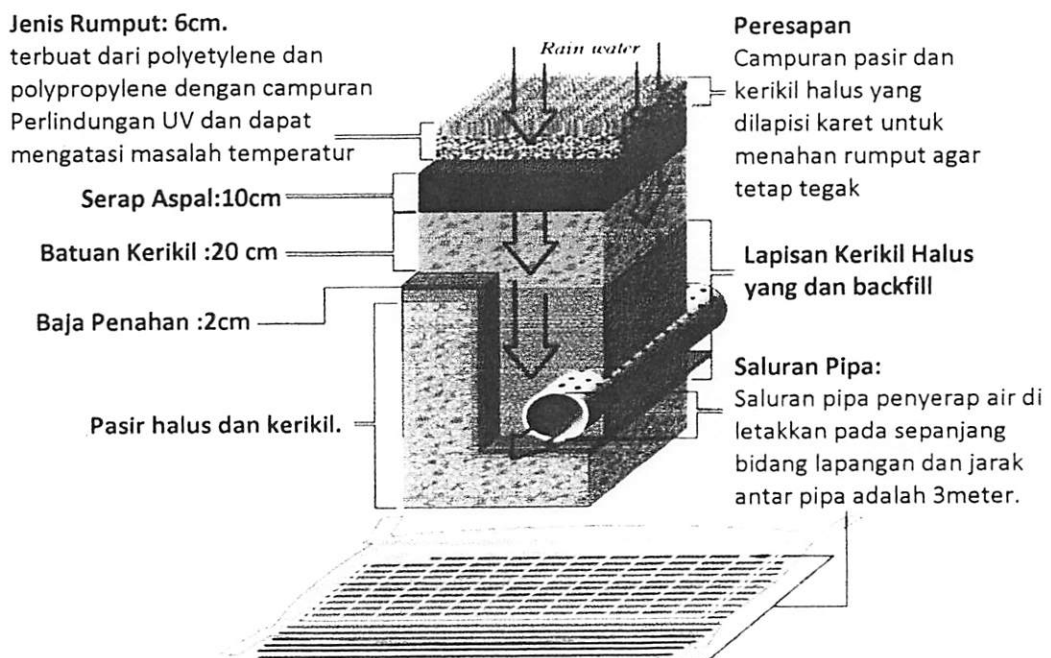 Jenis Rumput: 6cm.
terbuat dari polyetylene dan
polypropylene dengan campuran
Perlindungan UV dan dapat
mengatasi masalah temperatur
Serap Aspal:10cm
Batuan Kerikil :20 cm
Baja Penahan :2cm
Pasir halus dan kerikil.
Rain water
Peresapan
Campuran pasir dan
kerikil halus yang
dilapisi karet untuk
menahan rumput agar
tetap tegak
Lapisan Kerikil Halus
yang dan backfill
Saluran Pipa:
Saluran pipa penyerap air di
letakkan pada sepanjang
bidang lapangan dan jarak
antar pipa adalah 3meter.